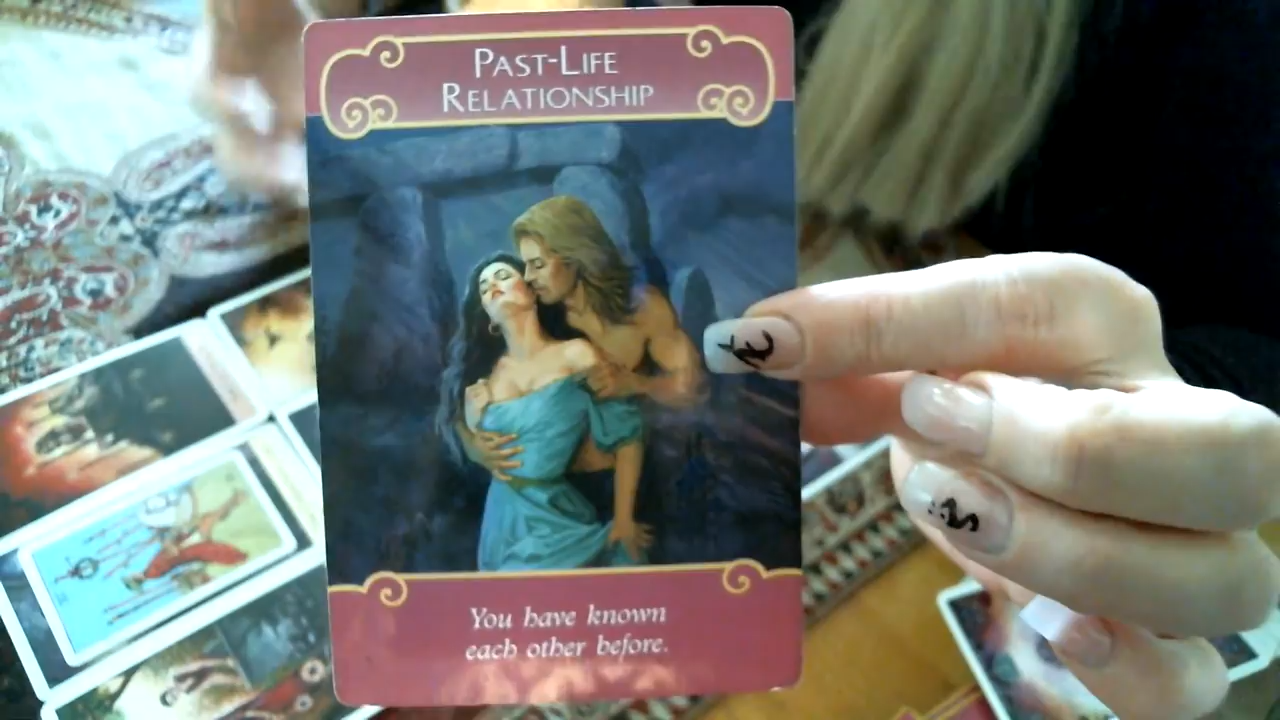 PAST-LIFE
RELATIONSHIP
You have known
each other before.